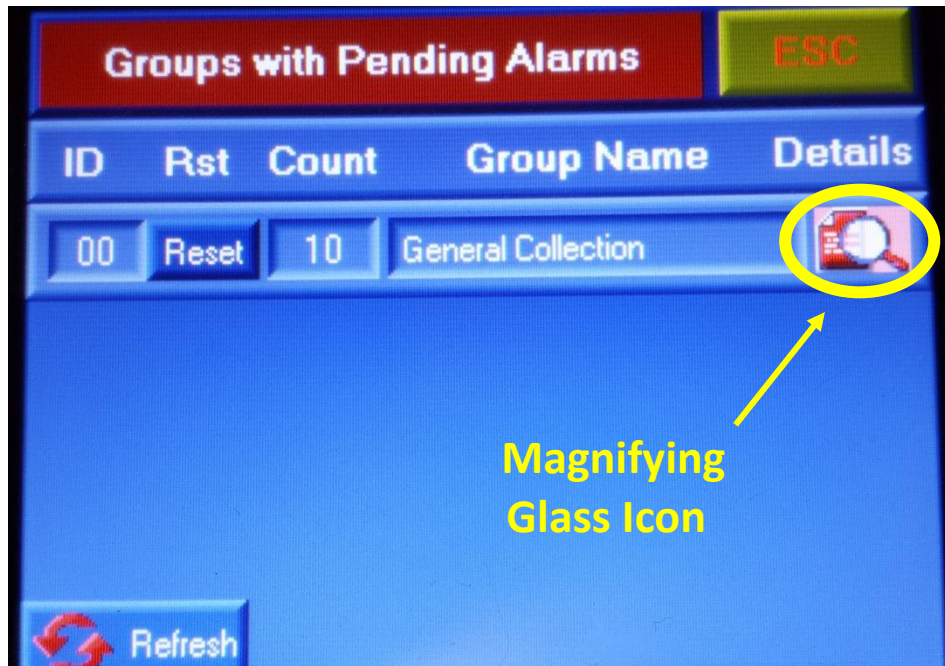 Groups with Pending Alarms ESC
ID Rst Count Group Name Details
00 Reset 10 General Collection
Magnifying
Glass Icon
Refresh